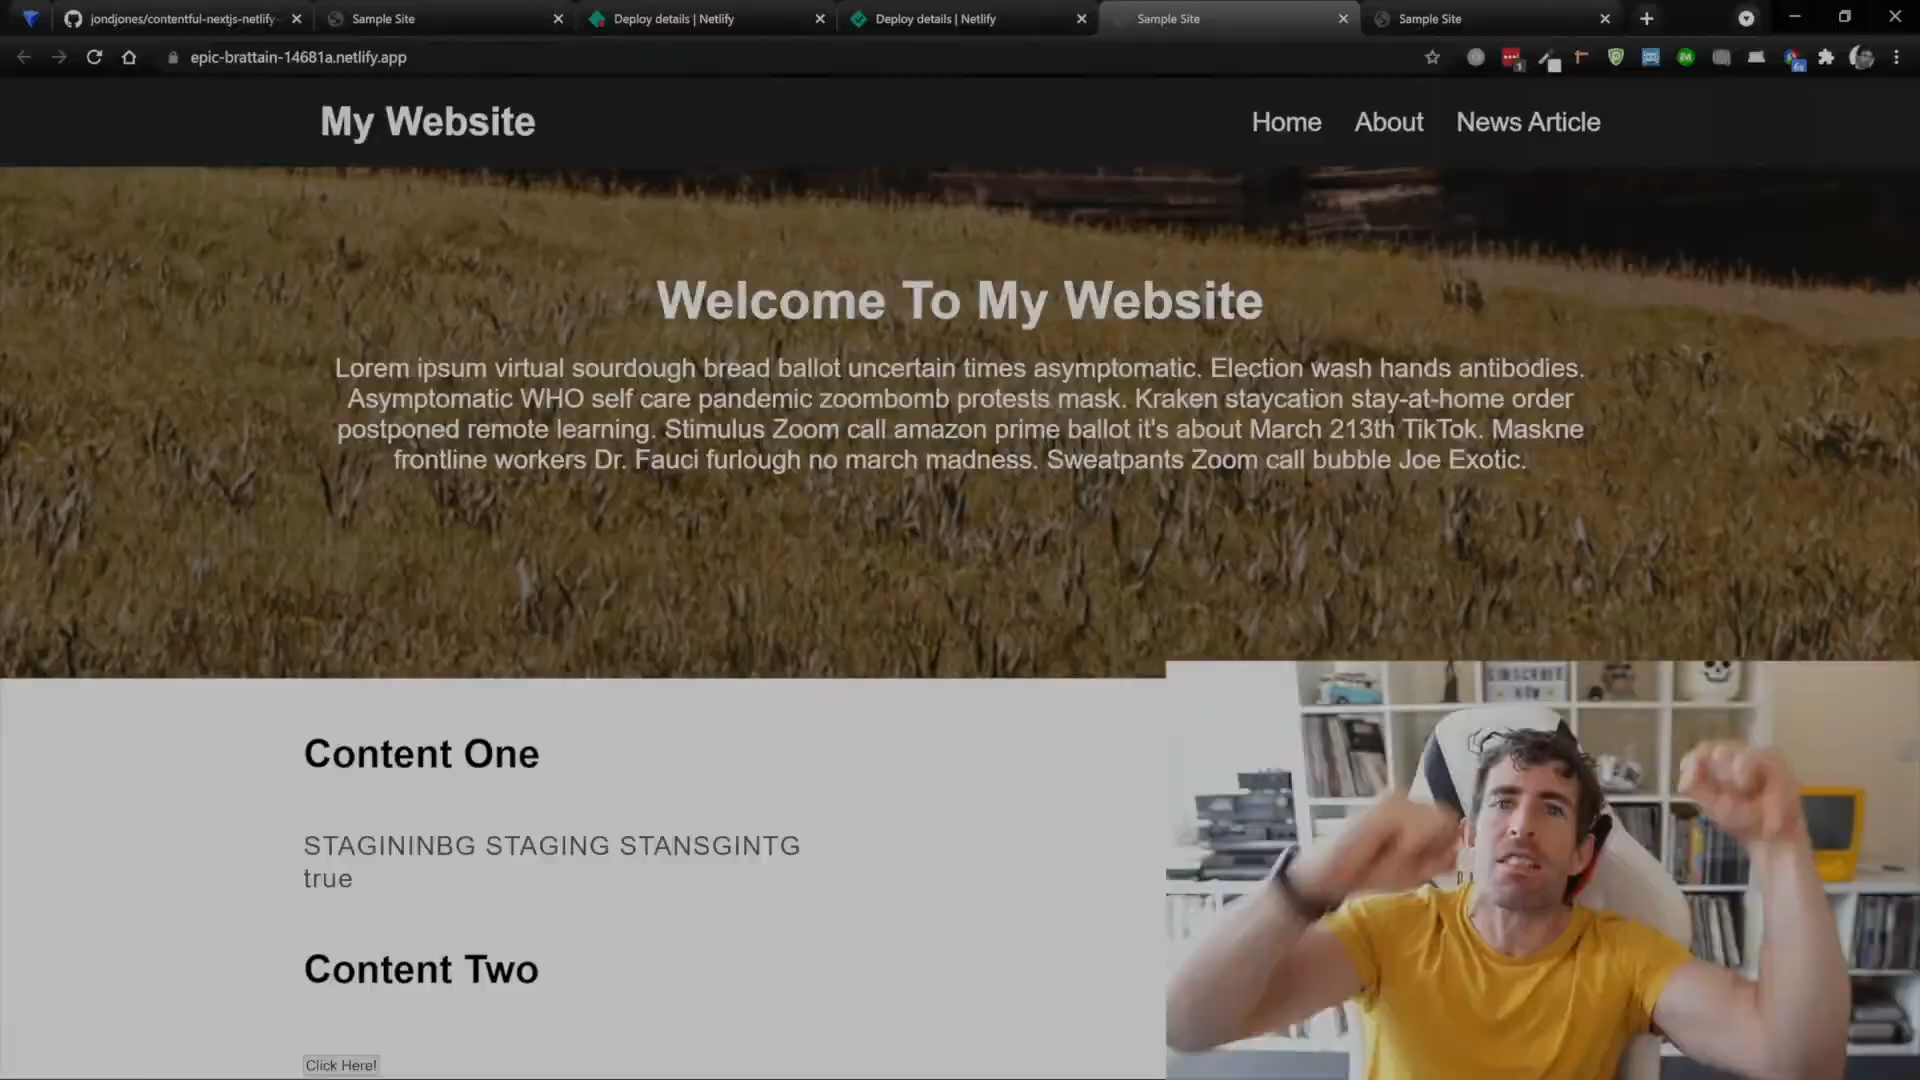 jondjones/contentful-nextjs-netlify
Sample Site
Deploy details | Netlify
Deploy details | Netlify
Sample Site
Sample Site
epic-brattain-14681a.netlify.app
My Website
Home
About
News Article
Welcome To My Website
Lorem ipsum virtual sourdough bread ballot uncertain times asymptomatic. Election wash hands antibodies.
Asymptomatic WHO self care pandemic zoombomb protests mask. Kraken staycation stay-at-home order
postponed remote learning. Stimulus Zoom call amazon prime ballot it's about March 213th TikTok. Maskne
frontline workers Dr. Fauci furlough no march madness. Sweatpants Zoom call bubble Joe Exotic.
SUBSCRIBE
NOW
Content One
STAGININBG STAGING STANSGINTG
true
Content Two
Click Here!